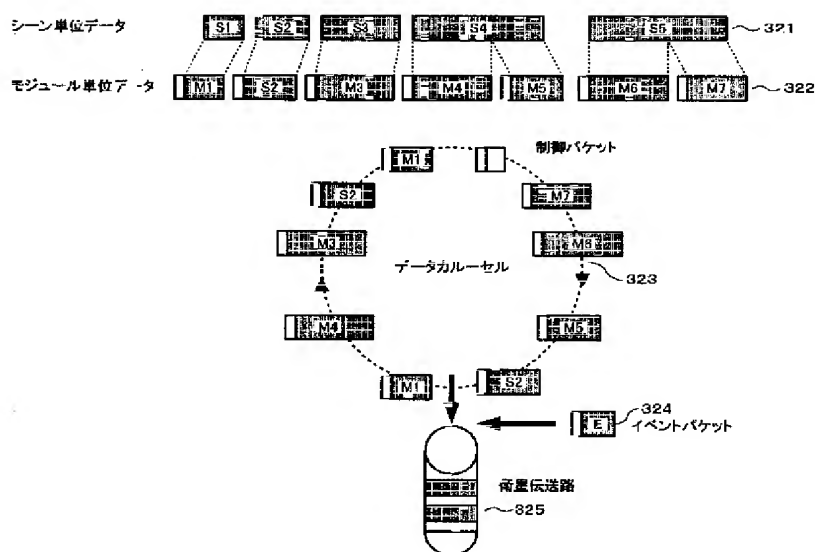 シーン単位データ S1 S2 S3 S4 S5 321
モジュール単位データ M1 S2 M3 M4 M5 M6 M7 322
M1 制御パケット
S2 M7
M3 データカルーセル M6
323
M4 M5
M1 S2
E 324
イベントパケット
衛星伝送路
325